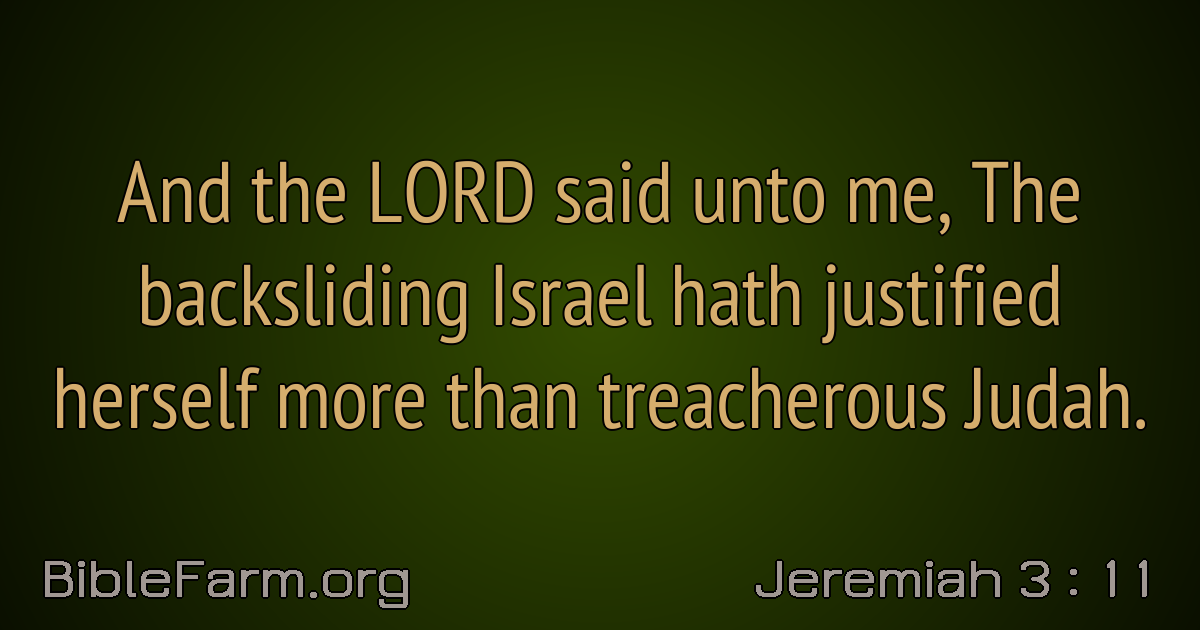 And the LORD said unto me, The
backsliding Israel hath justified
herself more than treacherous Judah.
BibleFarm.org
Jeremiah 3 : 11